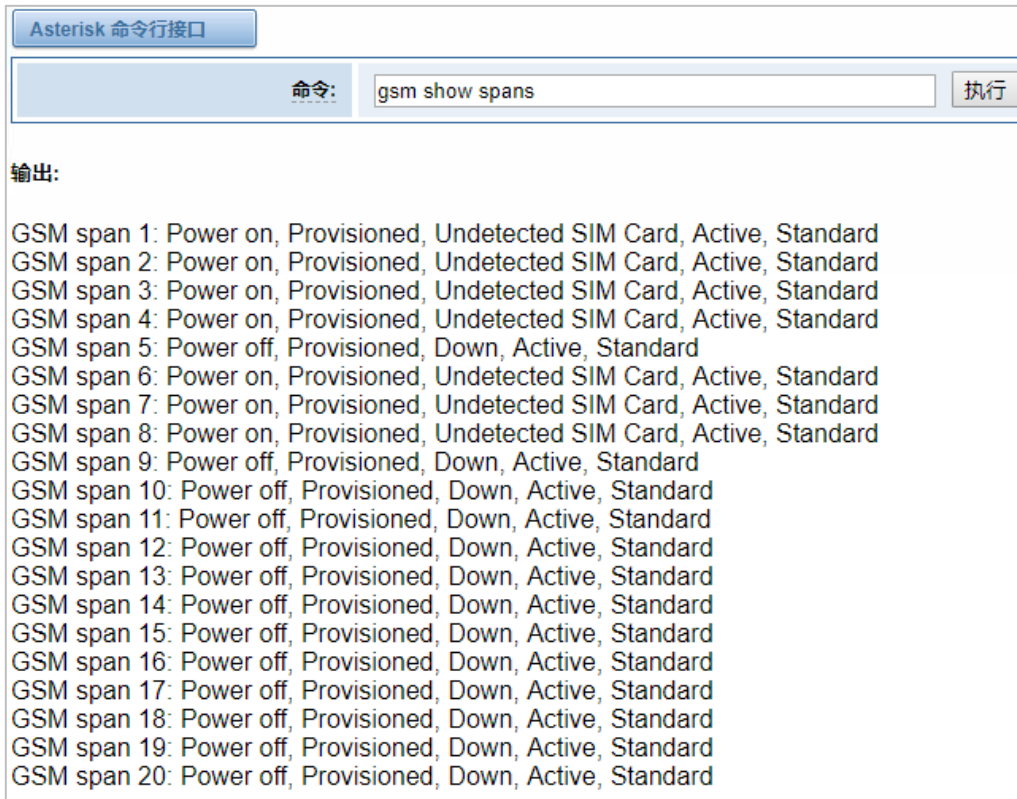 Asterisk 命令行接口
命令: gsm show spans 执行
输出:
GSM span 1: Power on, Provisioned, Undetected SIM Card, Active, Standard
GSM span 2: Power on, Provisioned, Undetected SIM Card, Active, Standard
GSM span 3: Power on, Provisioned, Undetected SIM Card, Active, Standard
GSM span 4: Power on, Provisioned, Undetected SIM Card, Active, Standard
GSM span 5: Power off, Provisioned, Down, Active, Standard
GSM span 6: Power on, Provisioned, Undetected SIM Card, Active, Standard
GSM span 7: Power on, Provisioned, Undetected SIM Card, Active, Standard
GSM span 8: Power on, Provisioned, Undetected SIM Card, Active, Standard
GSM span 9: Power off, Provisioned, Down, Active, Standard
GSM span 10: Power off, Provisioned, Down, Active, Standard
GSM span 11: Power off, Provisioned, Down, Active, Standard
GSM span 12: Power off, Provisioned, Down, Active, Standard
GSM span 13: Power off, Provisioned, Down, Active, Standard
GSM span 14: Power off, Provisioned, Down, Active, Standard
GSM span 15: Power off, Provisioned, Down, Active, Standard
GSM span 16: Power off, Provisioned, Down, Active, Standard
GSM span 17: Power off, Provisioned, Down, Active, Standard
GSM span 18: Power off, Provisioned, Down, Active, Standard
GSM span 19: Power off, Provisioned, Down, Active, Standard
GSM span 20: Power off, Provisioned, Down, Active, Standard